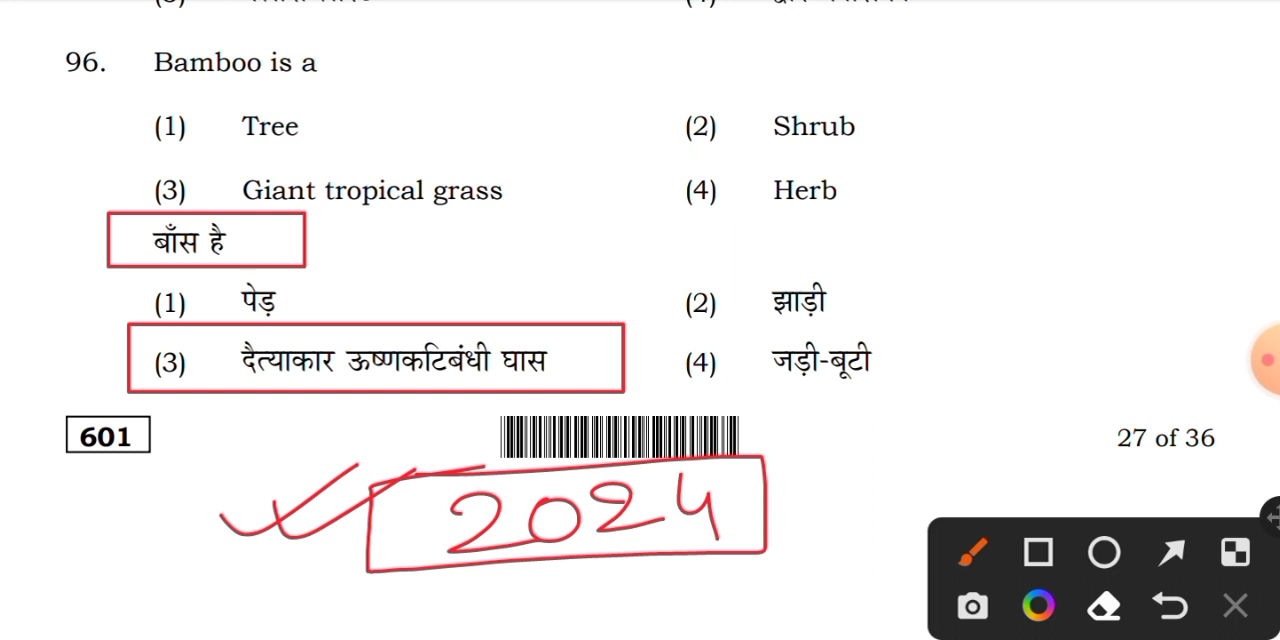 96. Bamboo is a
(1) Tree (2) Shrub
(3) Giant tropical grass (4) Herb
बाँस है
(1) पेड़ (2) झाड़ी
(3) दैत्याकार ऊष्णकटिबंधी घास (4) जड़ी-बूटी
601 27 of 36
2024